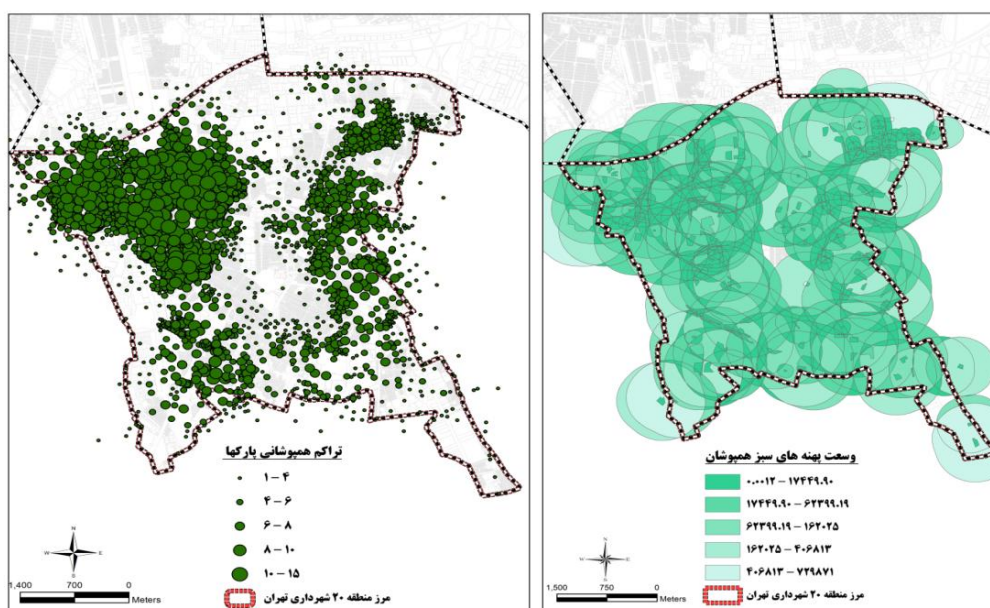 تراکم همپوشانی پارکها
۱ – ۴
۴ – ۶
۶ – ۸
۸ – ۱۰
۱۰ – ۱۵
مرز منطقه ۲۰ شهرداری تهران
N
W
E
S
1,400
700
0
Meters
وسعت پهنه های سبز همپوشان
۰.۰۰۱۲ – ۱۷۴۴۹.۹۰
۱۷۴۴۹.۹۰ – ۶۲۳۹۹.۱۹
۶۲۳۹۹.۱۹ – ۱۶۲۰۲۵
۱۶۲۰۲۵ – ۴۰۶۸۱۳
۴۰۶۸۱۳ – ۷۲۹۸۷۱
مرز منطقه ۲۰ شهرداری تهران
N
W
E
S
1,500
750
0
Meters